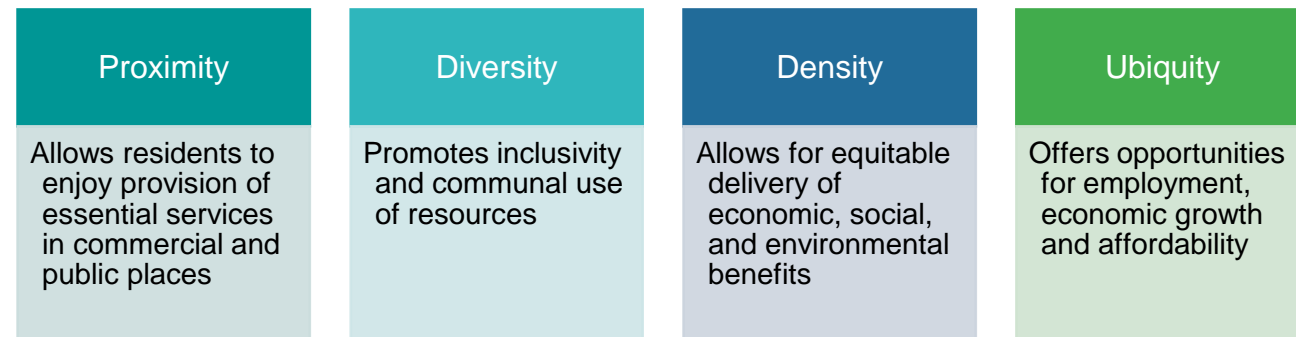 Proximity
Allows residents to
enjoy provision of
essential services
in commercial and
public places
Diversity
Promotes inclusivity
and communal use
of resources
Density
Allows for equitable
delivery of
economic, social,
and environmental
benefits
Ubiquity
Offers opportunities
for employment,
economic growth
and affordability